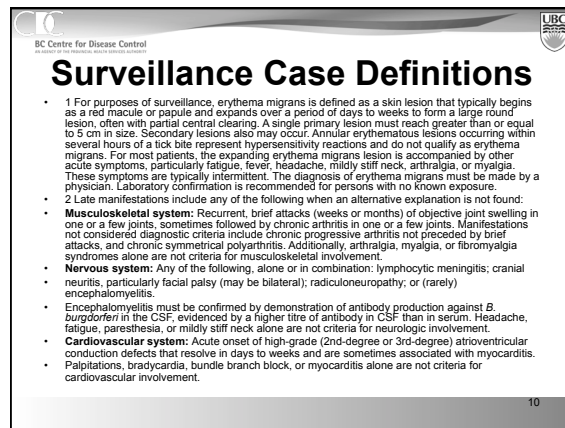 CDC
BC Centre for Disease Control
AN AGENCY OF THE PROVINCIAL HEALTH SERVICES AUTHORITY
UBC
Surveillance Case Definitions
• 1 For purposes of surveillance, erythema migrans is defined as a skin lesion that typically begins
as a red macule or papule and expands over a period of days to weeks to form a large round
lesion, often with partial central clearing. A single primary lesion must reach greater than or equal
to 5 cm in size. Secondary lesions also may occur. Annular erythematous lesions occurring within
several hours of a tick bite represent hypersensitivity reactions and do not qualify as erythema
migrans. For most patients, the expanding erythema migrans lesion is accompanied by other
acute symptoms, particularly fatigue, fever, headache, mildly stiff neck, arthralgia, or myalgia.
These symptoms are typically intermittent. The diagnosis of erythema migrans must be made by a
physician. Laboratory confirmation is recommended for persons with no known exposure.
• 2 Late manifestations include any of the following when an alternative explanation is not found:
• Musculoskeletal system: Recurrent, brief attacks (weeks or months) of objective joint swelling in
one or a few joints, sometimes followed by chronic arthritis in one or a few joints. Manifestations
not considered diagnostic criteria include chronic progressive arthritis not preceded by brief
attacks, and chronic symmetrical polyarthritis. Additionally, arthralgia, myalgia, or fibromyalgia
syndromes alone are not criteria for musculoskeletal involvement.
• Nervous system: Any of the following, alone or in combination: lymphocytic meningitis; cranial
• neuritis, particularly facial palsy (may be bilateral); radiculoneuropathy; or (rarely)
encephalomyelitis.
• Encephalomyelitis must be confirmed by demonstration of antibody production against B.
burgdorferi in the CSF, evidenced by a higher titre of antibody in CSF than in serum. Headache,
fatigue, paresthesia, or mildly stiff neck alone are not criteria for neurologic involvement.
• Cardiovascular system: Acute onset of high-grade (2nd-degree or 3rd-degree) atrioventricular
conduction defects that resolve in days to weeks and are sometimes associated with myocarditis.
• Palpitations, bradycardia, bundle branch block, or myocarditis alone are not criteria for
cardiovascular involvement.
10